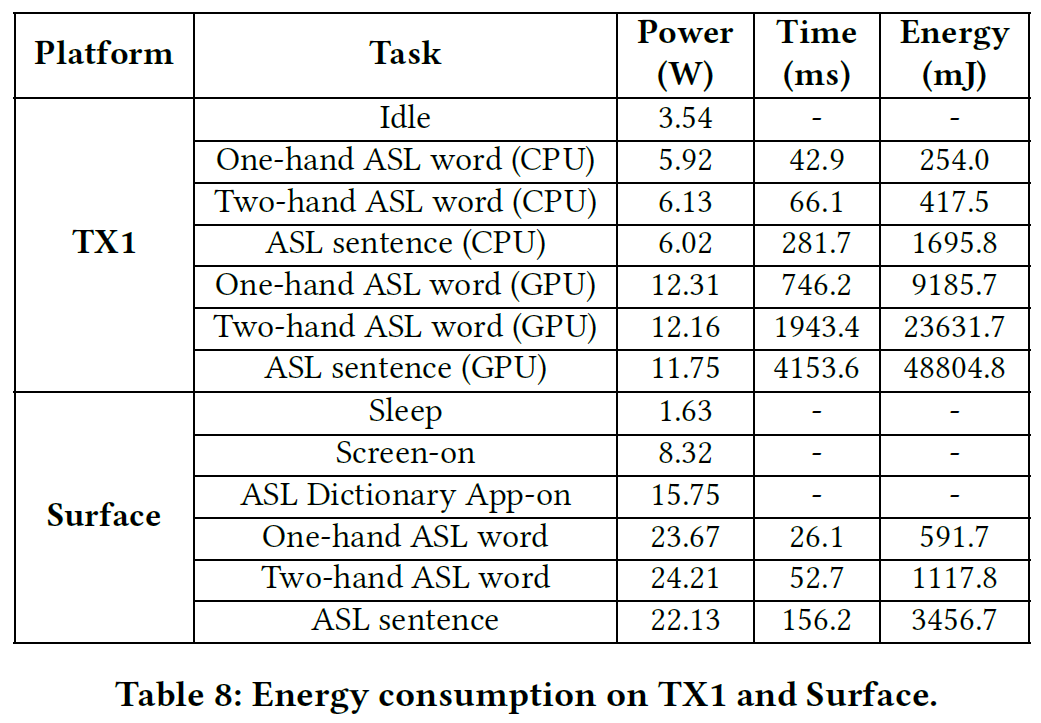 Platform Task Power (W) Time (ms) Energy (mJ)
TX1
Idle 3.54 - -
One-hand ASL word (CPU) 5.92 42.9 254.0
Two-hand ASL word (CPU) 6.13 66.1 417.5
ASL sentence (CPU) 6.02 281.7 1695.8
One-hand ASL word (GPU) 12.31 746.2 9185.7
Two-hand ASL word (GPU) 12.16 1943.4 23631.7
ASL sentence (GPU) 11.75 4153.6 48804.8
Surface
Sleep 1.63 - -
Screen-on 8.32 - -
ASL Dictionary App-on 15.75 - -
One-hand ASL word 23.67 26.1 591.7
Two-hand ASL word 24.21 52.7 1117.8
ASL sentence 22.13 156.2 3456.7
Table 8: Energy consumption on TX1 and Surface.